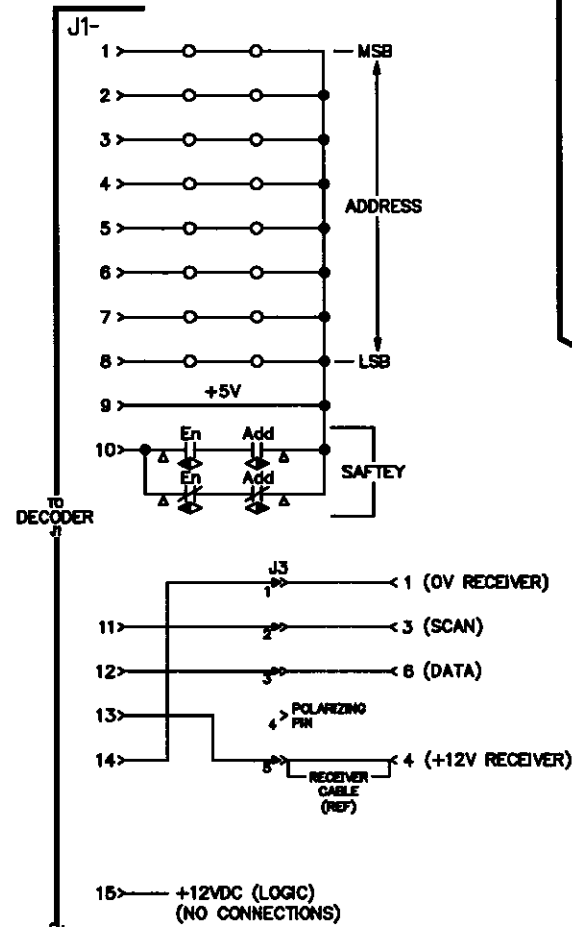 J1-
1 MSB
2
3
4
ADDRESS
5
6
7
8 LSB
9 +5V
10 En Add
SAFTEY
En Add
TO
DECODER
J1
J3
1 1 (0V RECEIVER)
11 2 3 (SCAN)
12 3 6 (DATA)
13 4 POLARIZING
PIN
14 5 4 (+12V RECEIVER)
RECEIVER
CABLE
(REF)
15 +12VDC (LOGIC)
(NO CONNECTIONS)